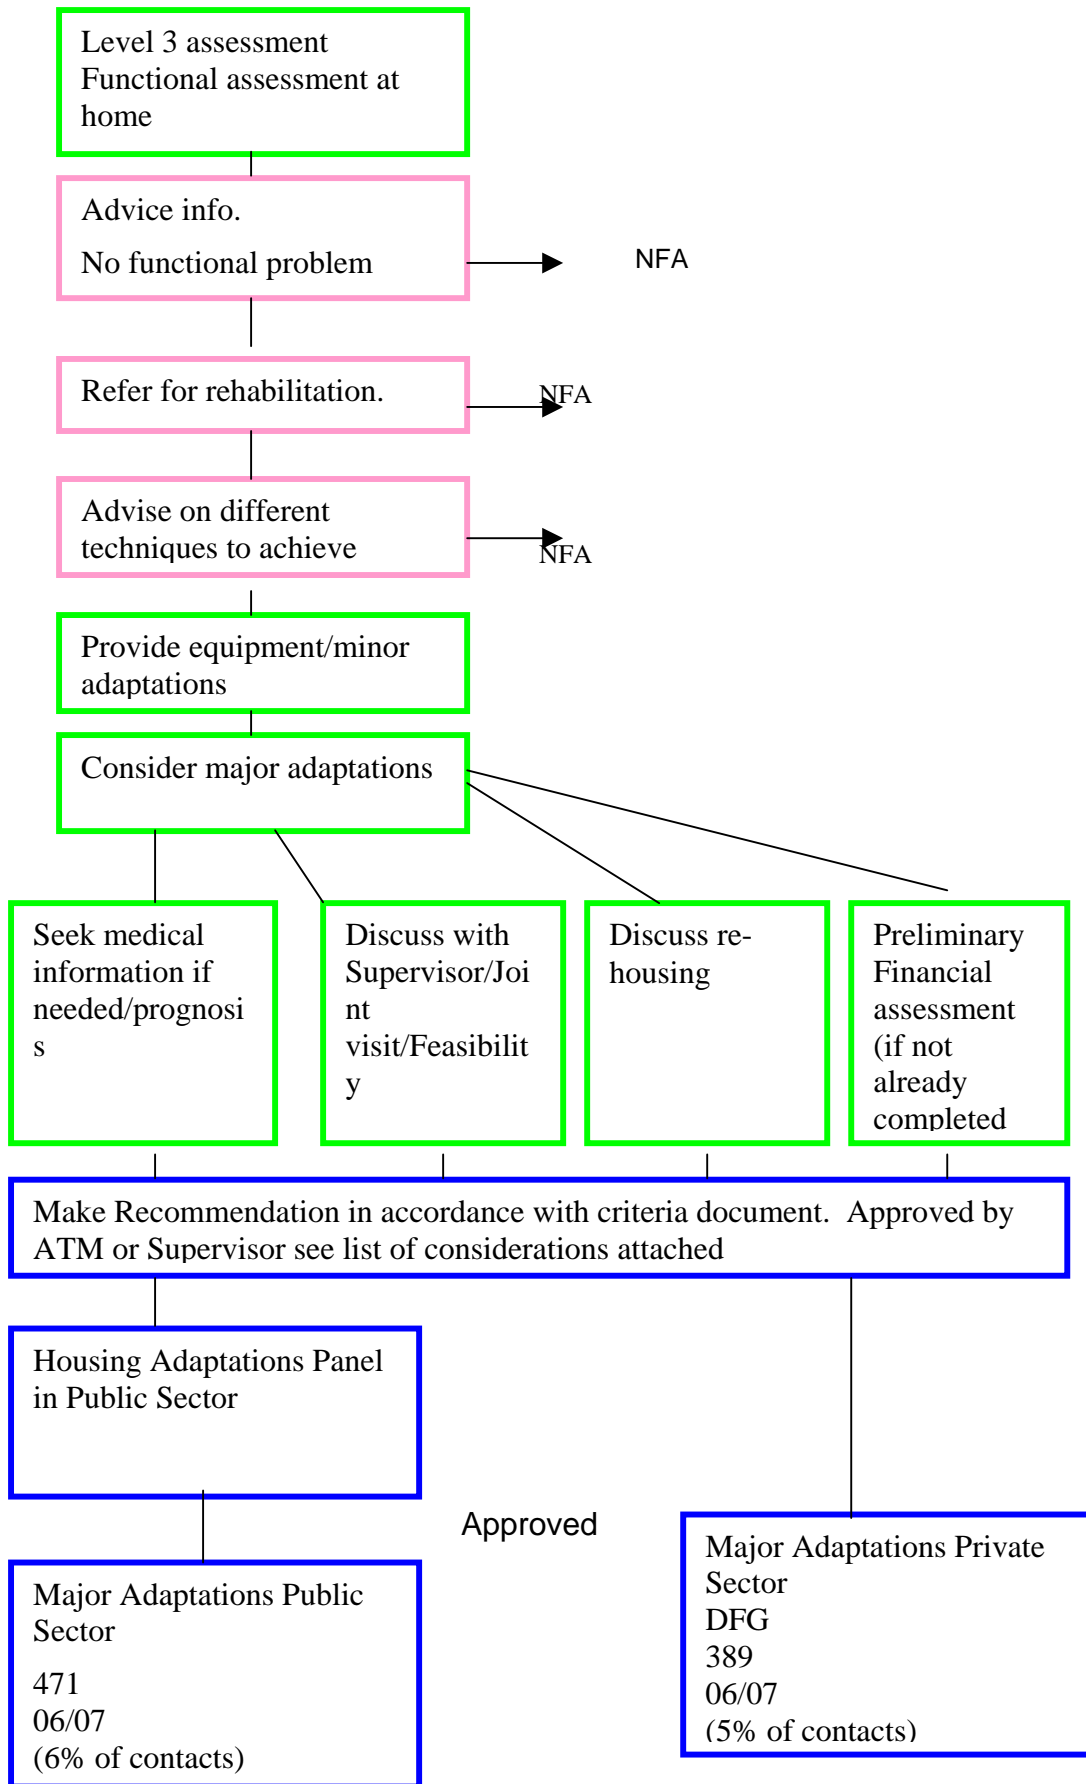 Level 3 assessment
Functional assessment at
home
Advice info.
No functional problem
NFA
Refer for rehabilitation.
NFA
Advise on different
techniques to achieve
NFA
Provide equipment/minor
adaptations
Consider major adaptations
Seek medical
information if
needed/prognosi
s
Discuss with
Supervisor/Joi
nt
visit/Feasibilit
y
Discuss re-
housing
Preliminary
Financial
assessment
(if not
already
completed
Make Recommendation in accordance with criteria document.  Approved by
ATM or Supervisor see list of considerations attached
Housing Adaptations Panel
in Public Sector
Approved
Major Adaptations Public
Sector
471
06/07
(6% of contacts)
Major Adaptations Private
Sector
DFG
389
06/07
(5% of contacts)